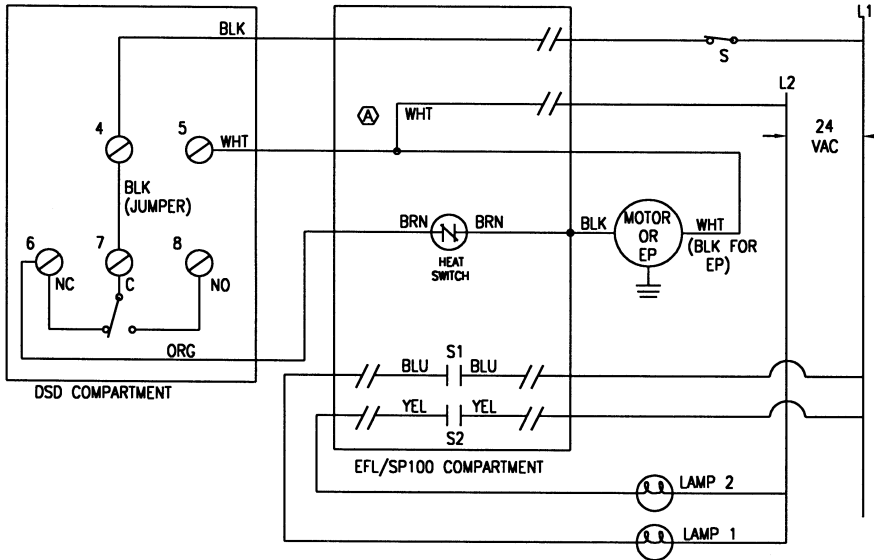 L1
BLK
S
L2
A
WHT
24
VAC
4
5
WHT
BLK
(JUMPER)
BRN
BRN
BLK
MOTOR
OR
EP
WHT
(BLK FOR
EP)
6
7
8
HEAT
SWITCH
NC
C
NO
ORG
S1
BLU
BLU
DSD COMPARTMENT
YEL
YEL
S2
EFL/SP100 COMPARTMENT
LAMP 2
LAMP 1